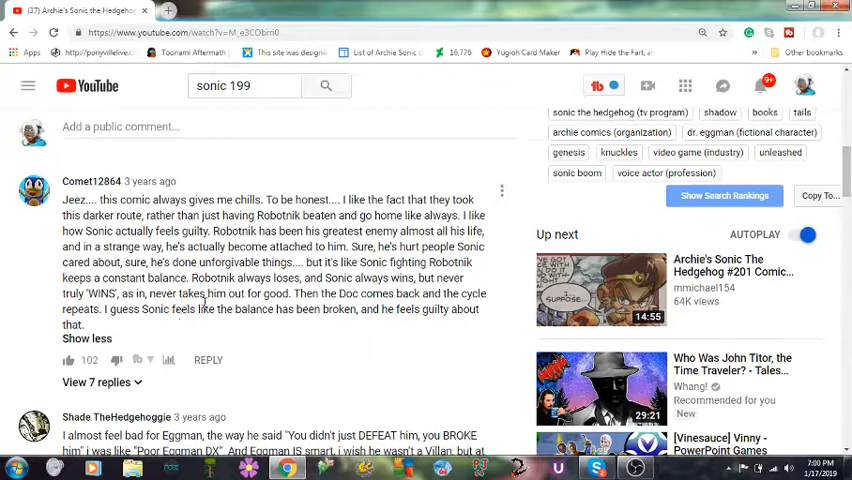 (37) Archie's Sonic the Hedgehog
https://www.youtube.com/watch?v=M_e3CObrri0
Apps
http://ponyvillelive.c
Toonami Aftermath
This site was designe
List of Archie Sonic c
16,776
Yugioh Card Maker
Play Hide the Fart, an
Other bookmarks
YouTube
sonic 199
9+
Add a public comment...
Comet12864 3 years ago
Jeez.... this comic always gives me chills. To be honest.... I like the fact that they took
this darker route, rather than just having Robotnik beaten and go home like always. I like
how Sonic actually feels guilty. Robotnik has been his greatest enemy almost all his life,
and in a strange way, he's actually become attached to him. Sure, he's hurt people Sonic
cared about, sure, he's done unforgivable things.... but it's like Sonic fighting Robotnik
keeps a constant balance. Robotnik always loses, and Sonic always wins, but never
truly 'WINS', as in, never takes him out for good. Then the Doc comes back and the cycle
repeats. I guess Sonic feels like the balance has been broken, and he feels guilty about
that.
Show less
102
REPLY
View 7 replies
Shade TheHedgehoggie 3 years ago
I almost feel bad for Eggman, the way he said "You didn't just DEFEAT him, you BROKE
him" i was like "Poor Eggman DX" And Eggman IS smart, i wish he wasn't a Villan, but at
sonic the hedgehog (tv program)
shadow
books
tails
archie comics (organization)
dr. eggman (fictional character)
genesis
knuckles
video game (industry)
unleashed
sonic boom
voice actor (profession)
Show Search Rankings
Copy To...
Up next
AUTOPLAY
I SUPPOSE...
14:55
Archie's Sonic The
Hedgehog #201 Comic...
mmichael154
64K views
29:21
Who Was John Titor, the
Time Traveler? - Tales...
Whang!
Recommended for you
New
[Vinesauce] Vinny -
PowerPoint Games
7:00 PM
1/17/2019